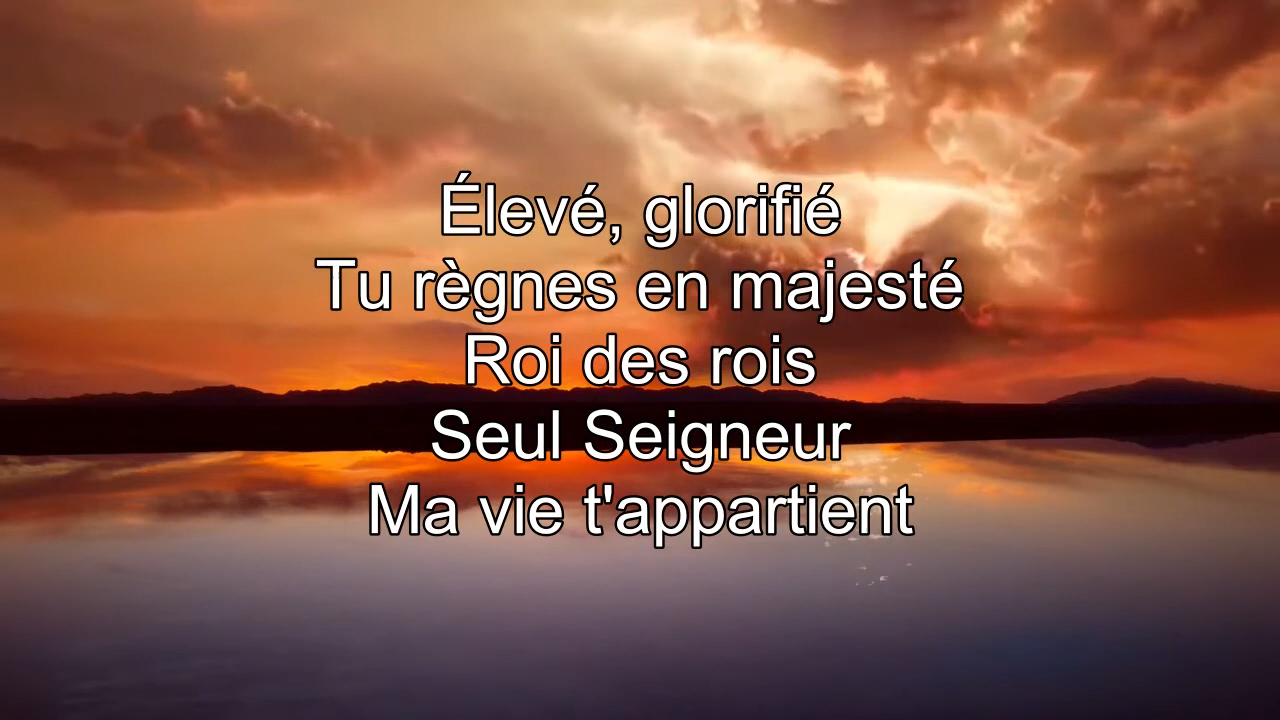 Élevé, glorifié
Tu règnes en majesté
Roi des rois
Seul Seigneur
Ma vie t'appartient